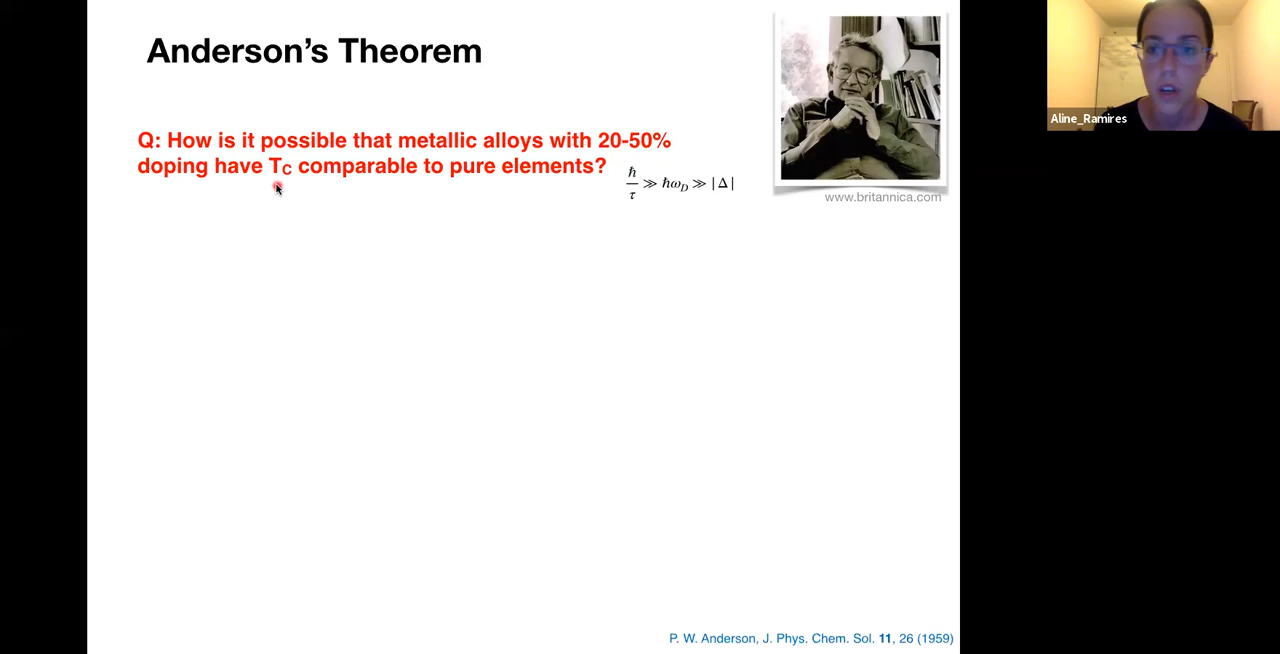 Anderson's Theorem
Q: How is it possible that metallic alloys with 20-50%
doping have TC comparable to pure elements?
ℏ/τ ≫ ℏω_D ≫ |Δ|
www.britannica.com
Aline_Ramires
P. W. Anderson, J. Phys. Chem. Sol. 11, 26 (1959)